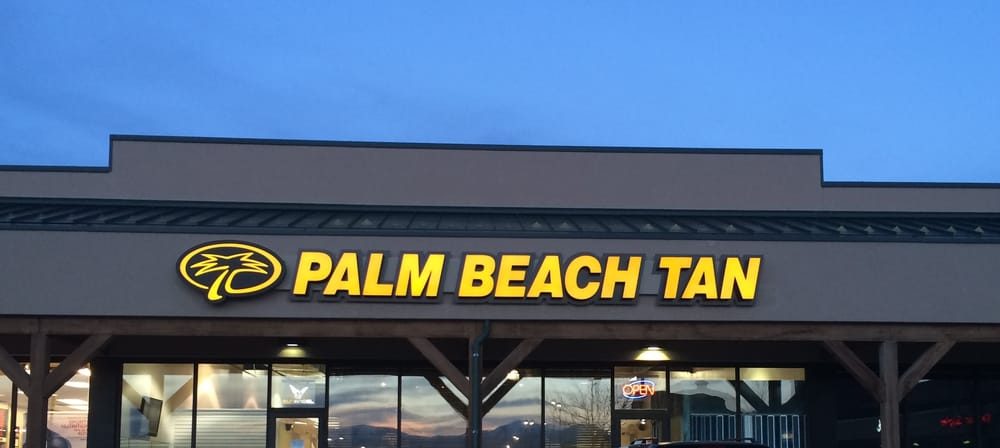 PALM BEACH TAN
OPEN